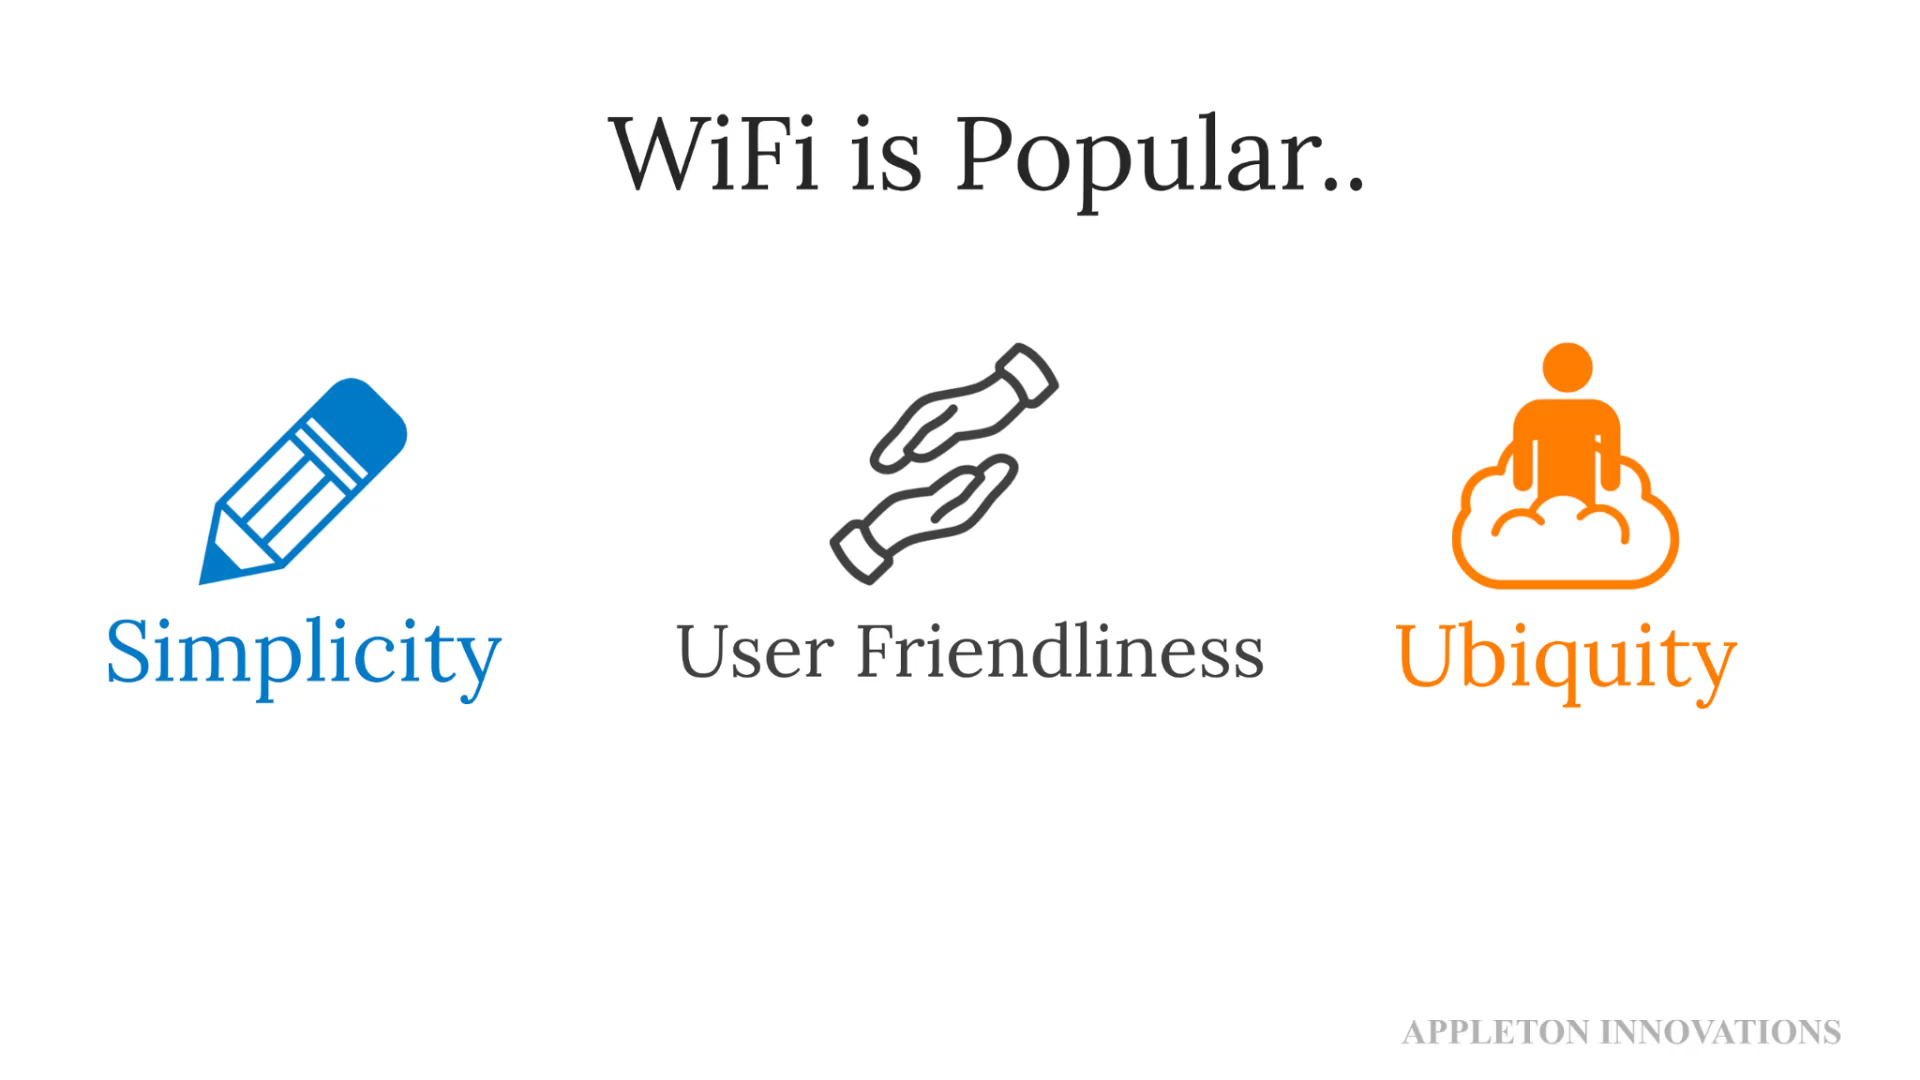 WiFi is Popular..
Simplicity
User Friendliness
Ubiquity
APPLETON INNOVATIONS